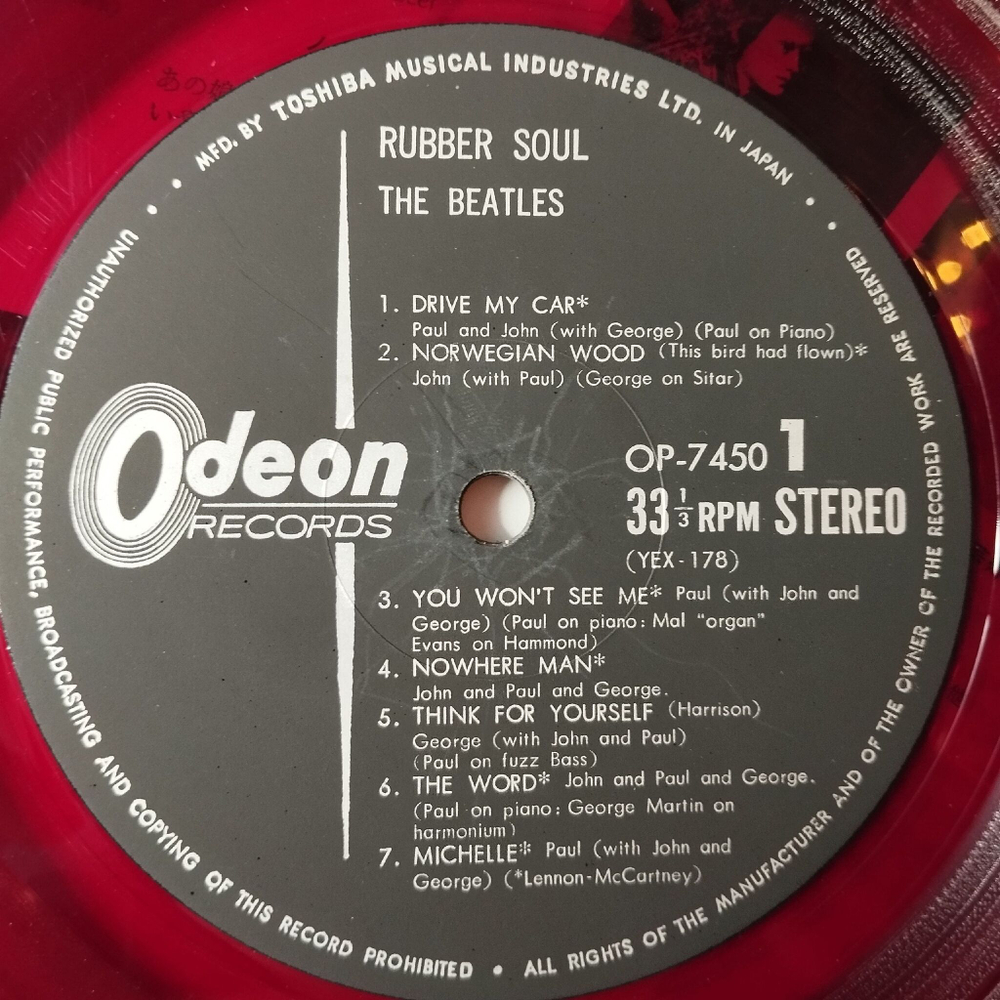 MFD. BY TOSHIBA MUSICAL INDUSTRIES LTD. IN JAPAN
RUBBER SOUL
THE BEATLES
1. DRIVE MY CAR*
Paul and John (with George) (Paul on Piano)
2. NORWEGIAN WOOD (This bird had flown)*
John (with Paul) (George on Sitar)
Odeon
RECORDS
OP-7450 1
33 1/3 RPM STEREO
(YEX-178)
3. YOU WON'T SEE ME* Paul (with John and
George) (Paul on piano: Mal "organ"
Evans on Hammond)
4. NOWHERE MAN*
John and Paul and George.
5. THINK FOR YOURSELF (Harrison)
George (with John and Paul)
(Paul on fuzz Bass)
6. THE WORD* John and Paul and George.
(Paul on piano: George Martin on
harmonium)
7. MICHELLE* Paul (with John and
George) (*Lennon-McCartney)
UNAUTHORIZED PUBLIC PERFORMANCE, BROADCASTING AND COPYING OF THIS RECORD PROHIBITED • ALL RIGHTS OF THE MANUFACTURER AND OF THE OWNER OF THE RECORDED WORK ARE RESERVED